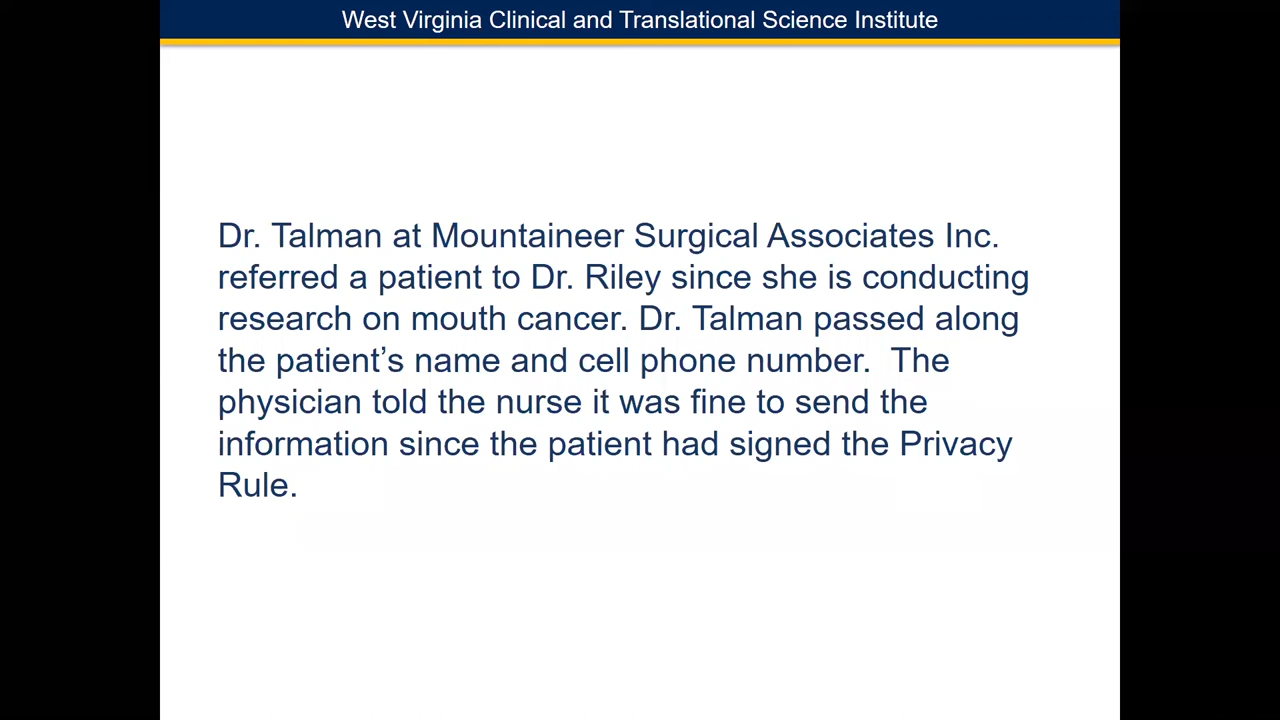 West Virginia Clinical and Translational Science Institute
Dr. Talman at Mountaineer Surgical Associates Inc.
referred a patient to Dr. Riley since she is conducting
research on mouth cancer. Dr. Talman passed along
the patient’s name and cell phone number.  The
physician told the nurse it was fine to send the
information since the patient had signed the Privacy
Rule.